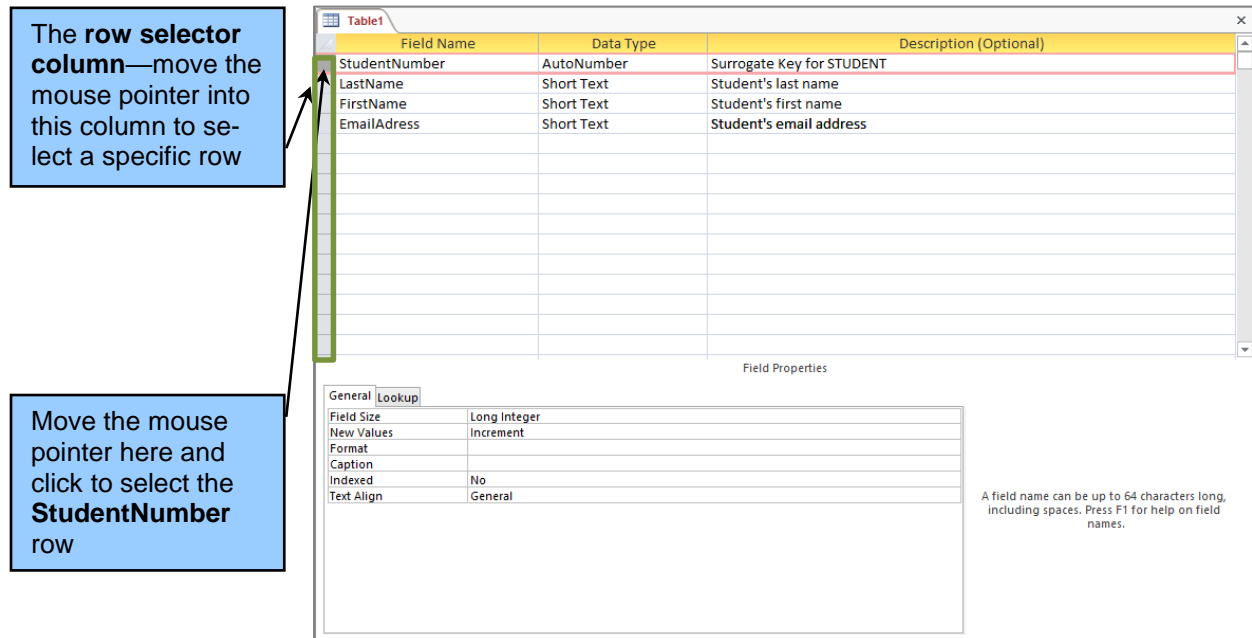 The row selector
column—move the
mouse pointer into
this column to se-
lect a specific row
Move the mouse
pointer here and
click to select the
StudentNumber
row
Table1
Field Name Data Type Description (Optional)
StudentNumber AutoNumber Surrogate Key for STUDENT
LastName Short Text Student's last name
FirstName Short Text Student's first name
EmailAdress Short Text Student's email address
Field Properties
General Lookup
Field Size Long Integer
New Values Increment
Format
Caption
Indexed No
Text Align General
A field name can be up to 64 characters long,
including spaces. Press F1 for help on field
names.